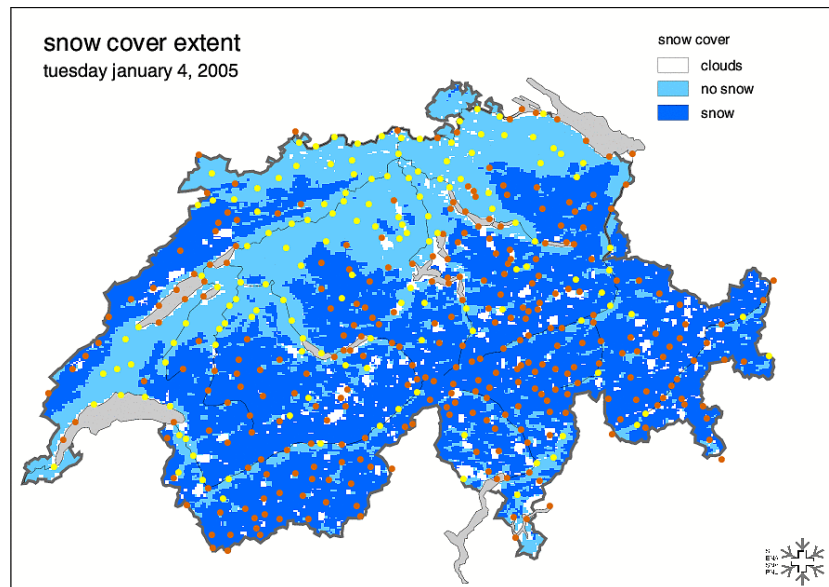 snow cover extent
tuesday january 4, 2005
snow cover
clouds
no snow
snow